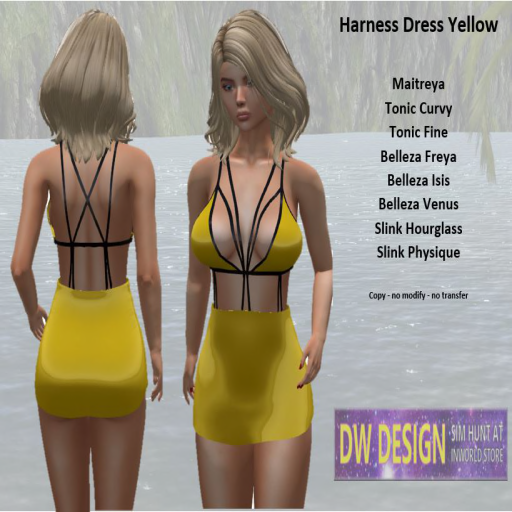 Harness Dress Yellow
Maitreya
Tonic Curvy
Tonic Fine
Belleza Freya
Belleza Isis
Belleza Venus
Slink Hourglass
Slink Physique
Copy - no modify - no transfer
DW DESIGN
SIM HUNT AT
INWORLD STORE